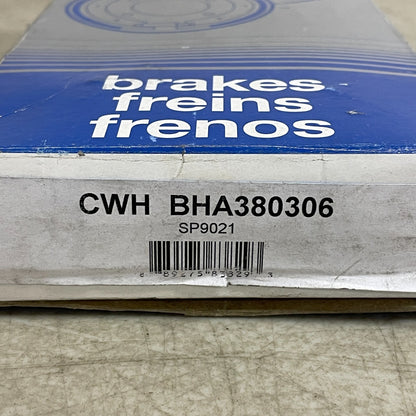 brakes
freins
frenos
CWH BHA380306
SP9021